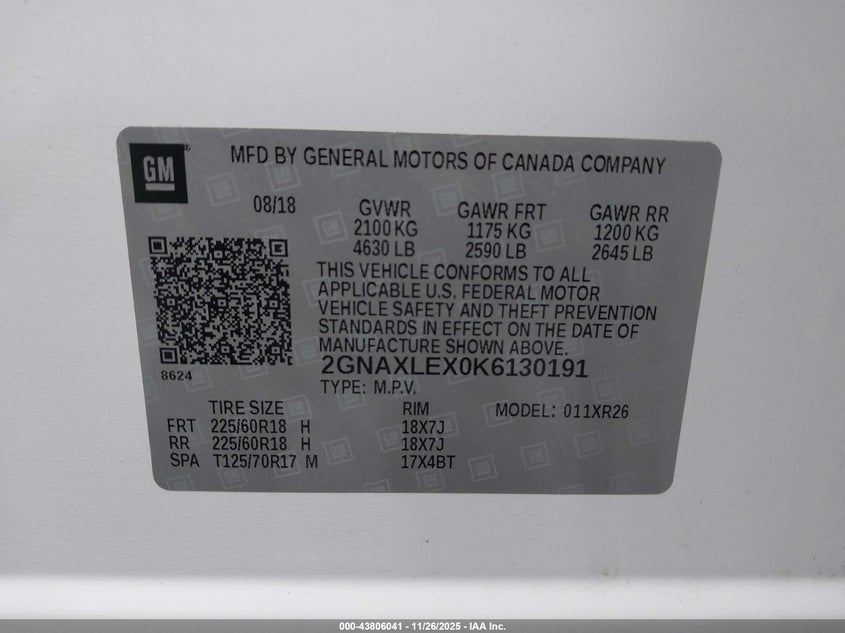 GM
MFD BY GENERAL MOTORS OF CANADA COMPANY
08/18 GVWR GAWR FRT GAWR RR
2100 KG 1175 KG 1200 KG
4630 LB 2590 LB 2645 LB
THIS VEHICLE CONFORMS TO ALL
APPLICABLE U.S. FEDERAL MOTOR
VEHICLE SAFETY AND THEFT PREVENTION
STANDARDS IN EFFECT ON THE DATE OF
MANUFACTURE SHOWN ABOVE.
8624
2GNAXLEX0K6130191
TYPE: M.P.V.
TIRE SIZE RIM MODEL: 011XR26
FRT 225/60R18 H 18X7J
RR 225/60R18 H 18X7J
SPA T125/70R17 M 17X4BT
000-43806041 - 11/26/2025 - IAA Inc.